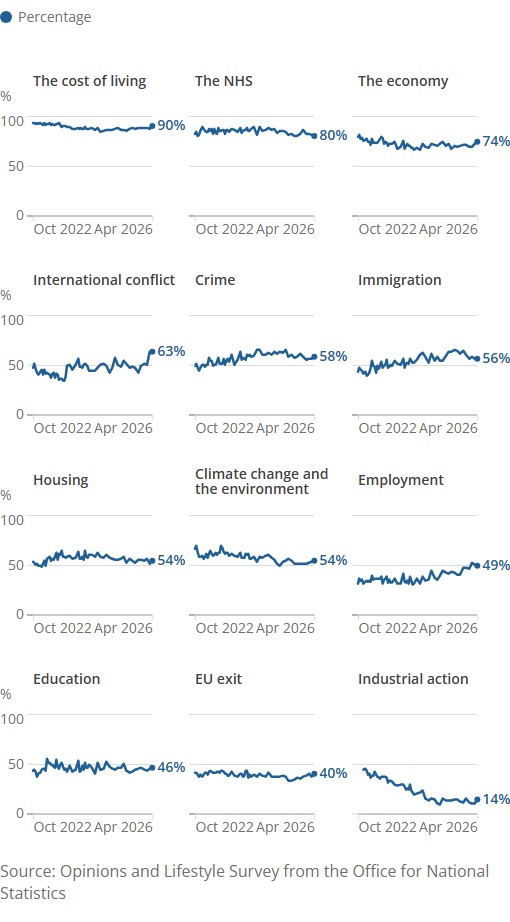 Percentage
The cost of living
The NHS
The economy
%
100
50
0
90%
80%
74%
Oct 2022 Apr 2026
Oct 2022 Apr 2026
Oct 2022 Apr 2026
International conflict
Crime
Immigration
%
100
50
0
63%
58%
56%
Oct 2022 Apr 2026
Oct 2022 Apr 2026
Oct 2022 Apr 2026
Housing
Climate change and
the environment
Employment
%
100
50
0
54%
54%
49%
Oct 2022 Apr 2026
Oct 2022 Apr 2026
Oct 2022 Apr 2026
Education
EU exit
Industrial action
%
100
50
0
46%
40%
14%
Oct 2022 Apr 2026
Oct 2022 Apr 2026
Oct 2022 Apr 2026
Source: Opinions and Lifestyle Survey from the Office for National
Statistics